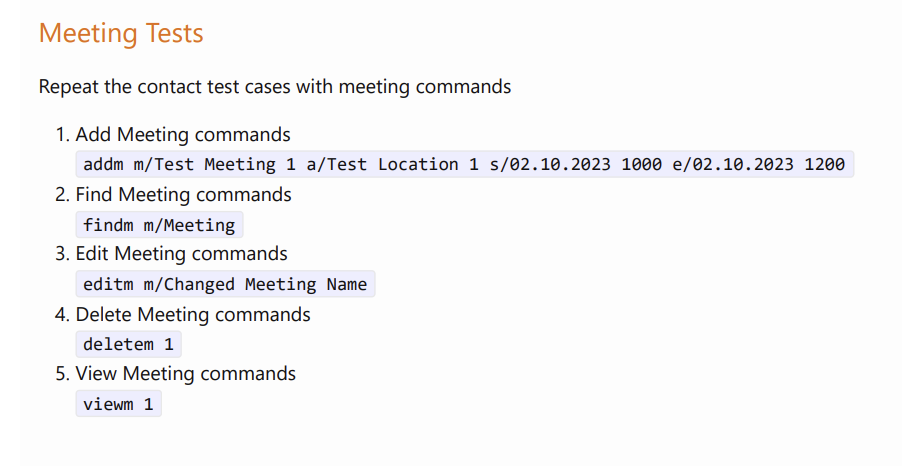 Meeting Tests
Repeat the contact test cases with meeting commands
1. Add Meeting commands
addm m/Test Meeting 1 a/Test Location 1 s/02.10.2023 1000 e/02.10.2023 1200
2. Find Meeting commands
findm m/Meeting
3. Edit Meeting commands
editm m/Changed Meeting Name
4. Delete Meeting commands
deletem 1
5. View Meeting commands
viewm 1